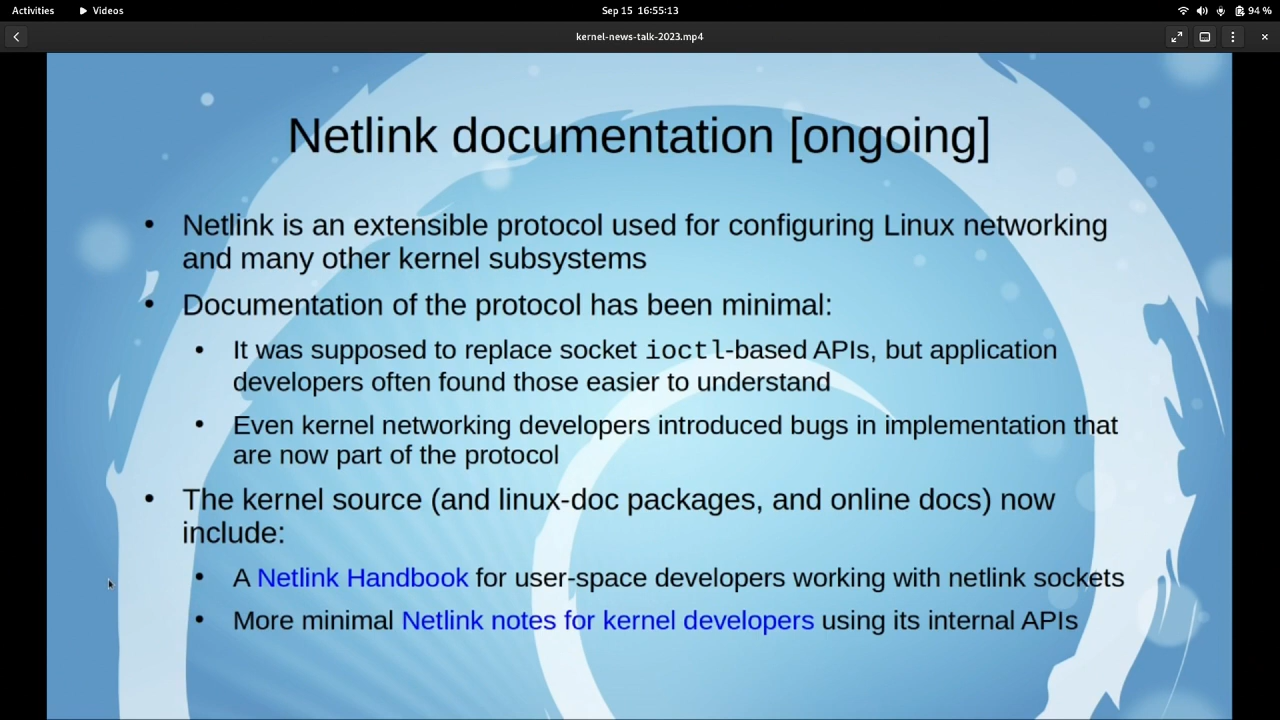 Activities Videos Sep 15 16:55:13 94 %
kernel-news-talk-2023.mp4
Netlink documentation [ongoing]
• Netlink is an extensible protocol used for configuring Linux networking
and many other kernel subsystems
• Documentation of the protocol has been minimal:
• It was supposed to replace socket ioctl-based APIs, but application
developers often found those easier to understand
• Even kernel networking developers introduced bugs in implementation that
are now part of the protocol
• The kernel source (and linux-doc packages, and online docs) now
include:
• A Netlink Handbook for user-space developers working with netlink sockets
• More minimal Netlink notes for kernel developers using its internal APIs